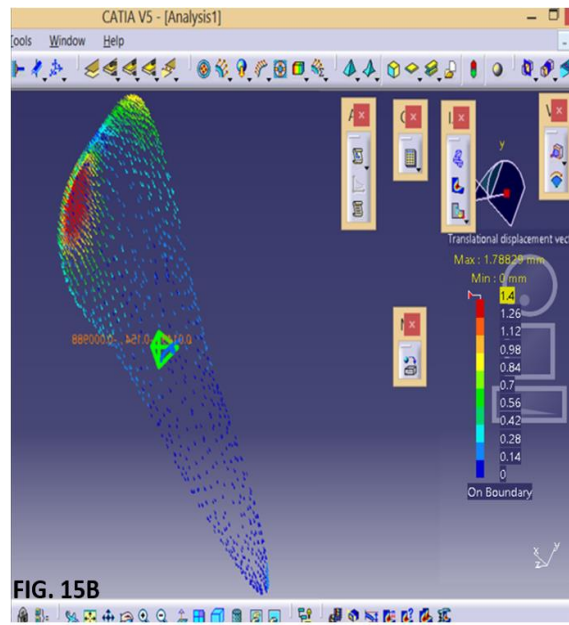 CATIA V5 - [Analysis1]
Tools Window Help
y
Translational displacement vect
Max : 1.78829 mm
Min : 0 mm
1.4
1.26
1.12
0.98
0.84
0.7
0.56
0.42
0.28
0.14
0
On Boundary
x y
z
FIG. 15B